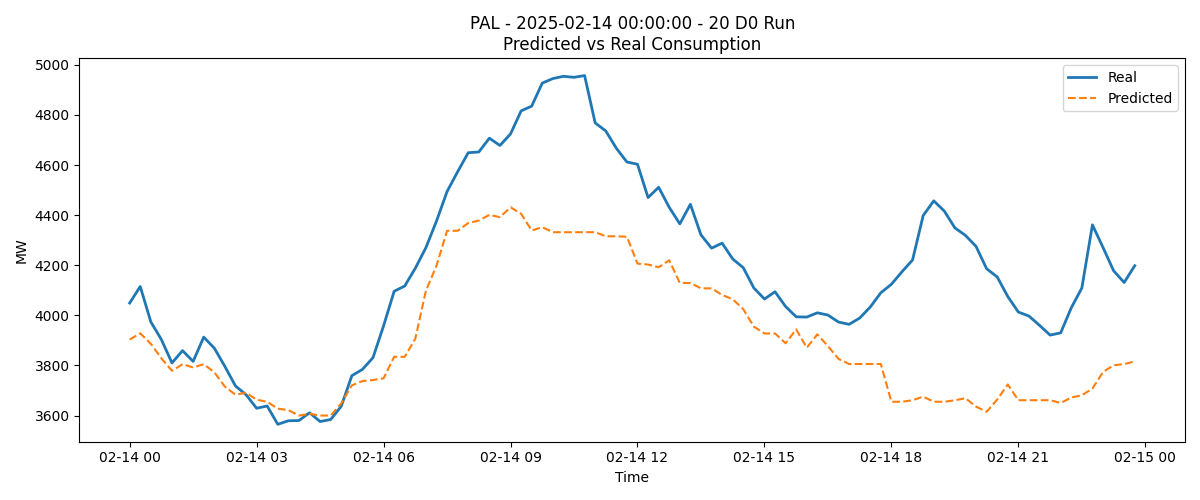 PAL - 2025-02-14 00:00:00 - 20 D0 Run
Predicted vs Real Consumption
Real
Predicted
MW
5000
4800
4600
4400
4200
4000
3800
3600
02-14 00
02-14 03
02-14 06
02-14 09
02-14 12
02-14 15
02-14 18
02-14 21
02-15 00
Time